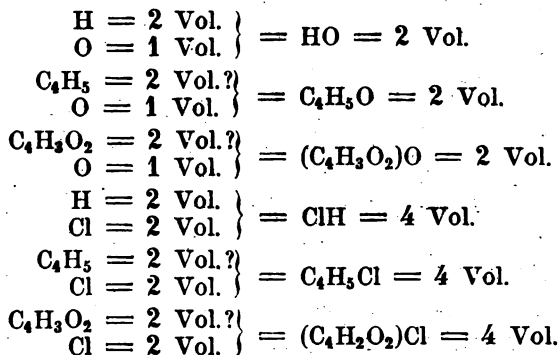 H = 2 Vol.
O = 1 Vol. } = HO = 2 Vol.
C₄H₅ = 2 Vol.?
O = 1 Vol. } = C₄H₅O = 2 Vol.
C₄H₃O₂ = 2 Vol.?
O = 1 Vol. } = (C₄H₃O₂)O = 2 Vol.
H = 2 Vol.
Cl = 2 Vol. } = ClH = 4 Vol.
C₄H₅ = 2 Vol.?
Cl = 2 Vol. } = C₄H₅Cl = 4 Vol.
C₄H₃O₂ = 2 Vol.?
Cl = 2 Vol. } = (C₄H₂O₂)Cl = 4 Vol.